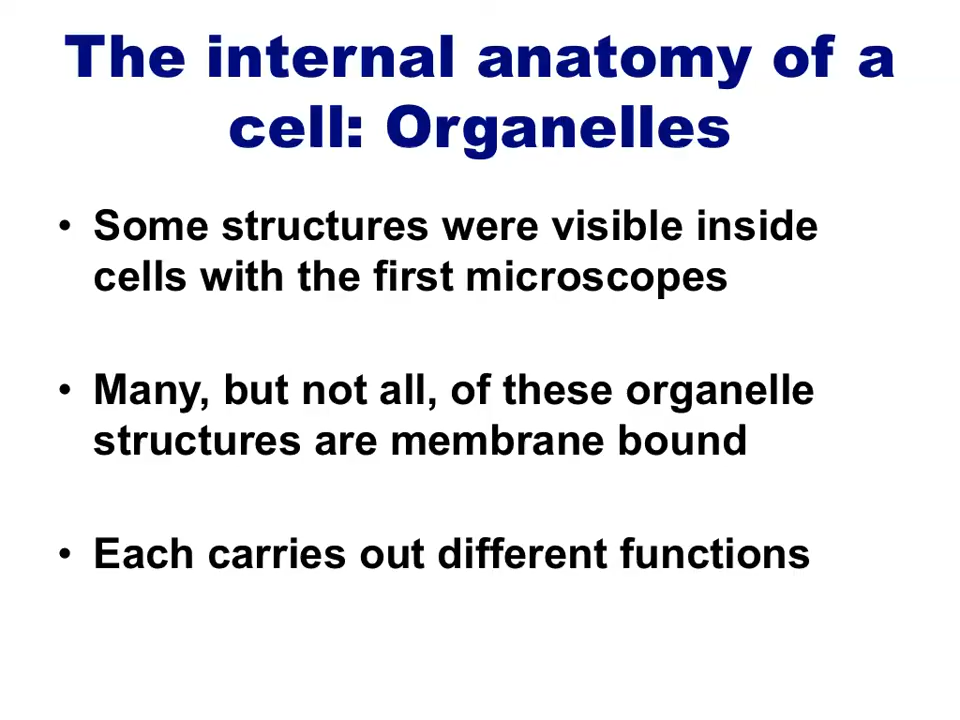 The internal anatomy of a
cell: Organelles
• Some structures were visible inside
cells with the first microscopes
• Many, but not all, of these organelle
structures are membrane bound
• Each carries out different functions